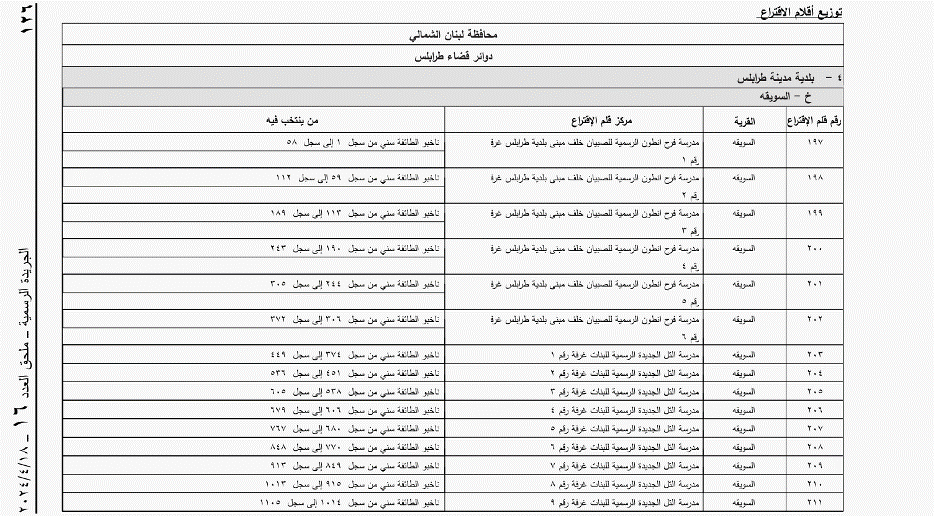 توزيع أقلام الاقتراع
محافظة لبنان الشمالي
دوائر قضاء طرابلس
٤ - بلدية مدينة طرابلس
خ - السويقه
رقم قلم الإقتراع القرية مركز قلم الإقتراع من ينتخب فيه
١٩٧ السويقه مدرسة فرح انطون الرسمية للصبيان خلف مبنى بلدية طرابلس غرفة ناخبو الطائفة سني من سجل ١ إلى سجل ٥٨
رقم ١
١٩٨ السويقه مدرسة فرح انطون الرسمية للصبيان خلف مبنى بلدية طرابلس غرفة ناخبو الطائفة سني من سجل ٥٩ إلى سجل ١١٢
رقم ٢
١٩٩ السويقه مدرسة فرح انطون الرسمية للصبيان خلف مبنى بلدية طرابلس غرفة ناخبو الطائفة سني من سجل ١١٣ إلى سجل ١٨٩
رقم ٣
٢٠٠ السويقه مدرسة فرح انطون الرسمية للصبيان خلف مبنى بلدية طرابلس غرفة ناخبو الطائفة سني من سجل ١٩٠ إلى سجل ٢٤٣
رقم ٤
٢٠١ السويقه مدرسة فرح انطون الرسمية للصبيان خلف مبنى بلدية طرابلس غرفة ناخبو الطائفة سني من سجل ٢٤٤ إلى سجل ٣٠٥
رقم ٥
٢٠٢ السويقه مدرسة فرح انطون الرسمية للصبيان خلف مبنى بلدية طرابلس غرفة ناخبو الطائفة سني من سجل ٣٠٦ إلى سجل ٣٧٢
رقم ٦
٢٠٣ السويقه مدرسة التل الجديدة الرسمية للبنات غرفة رقم ١ ناخبو الطائفة سني من سجل ٣٧٤ إلى سجل ٤٤٩
٢٠٤ السويقه مدرسة التل الجديدة الرسمية للبنات غرفة رقم ٢ ناخبو الطائفة سني من سجل ٤٥١ إلى سجل ٥٣٦
٢٠٥ السويقه مدرسة التل الجديدة الرسمية للبنات غرفة رقم ٣ ناخبو الطائفة سني من سجل ٥٣٨ إلى سجل ٦٠٥
٢٠٦ السويقه مدرسة التل الجديدة الرسمية للبنات غرفة رقم ٤ ناخبو الطائفة سني من سجل ٦٠٦ إلى سجل ٦٧٩
٢٠٧ السويقه مدرسة التل الجديدة الرسمية للبنات غرفة رقم ٥ ناخبو الطائفة سني من سجل ٦٨٠ إلى سجل ٧٦٧
٢٠٨ السويقه مدرسة التل الجديدة الرسمية للبنات غرفة رقم ٦ ناخبو الطائفة سني من سجل ٧٧٠ إلى سجل ٨٤٨
٢٠٩ السويقه مدرسة التل الجديدة الرسمية للبنات غرفة رقم ٧ ناخبو الطائفة سني من سجل ٨٤٩ إلى سجل ٩١٣
٢١٠ السويقه مدرسة التل الجديدة الرسمية للبنات غرفة رقم ٨ ناخبو الطائفة سني من سجل ٩١٥ إلى سجل ١٠١٣
٢١١ السويقه مدرسة التل الجديدة الرسمية للبنات غرفة رقم ٩ ناخبو الطائفة سني من سجل ١٠١٤ إلى سجل ١١٠٥
١٢٦
الجريدة الرسمية – ملحق العدد ١٦ – ٢٠٢٤/٤/١٨